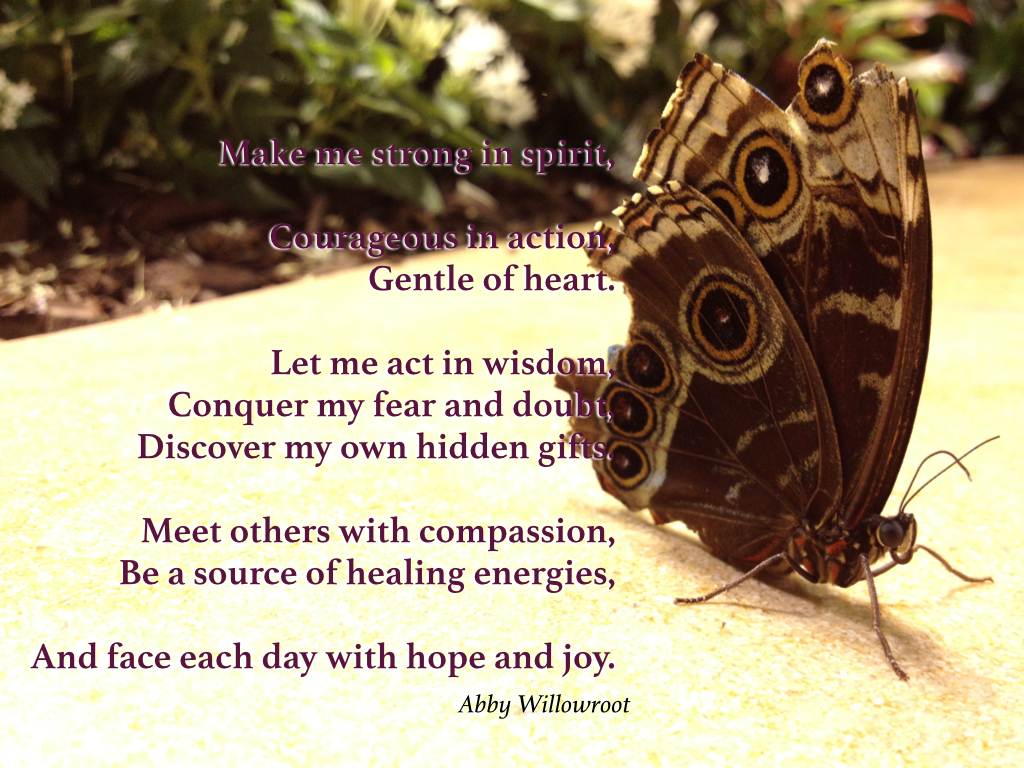 Make me strong in spirit,
Courageous in action,
Gentle of heart.
Let me act in wisdom,
Conquer my fear and doubt,
Discover my own hidden gifts.
Meet others with compassion,
Be a source of healing energies,
And face each day with hope and joy.
Abby Willowroot